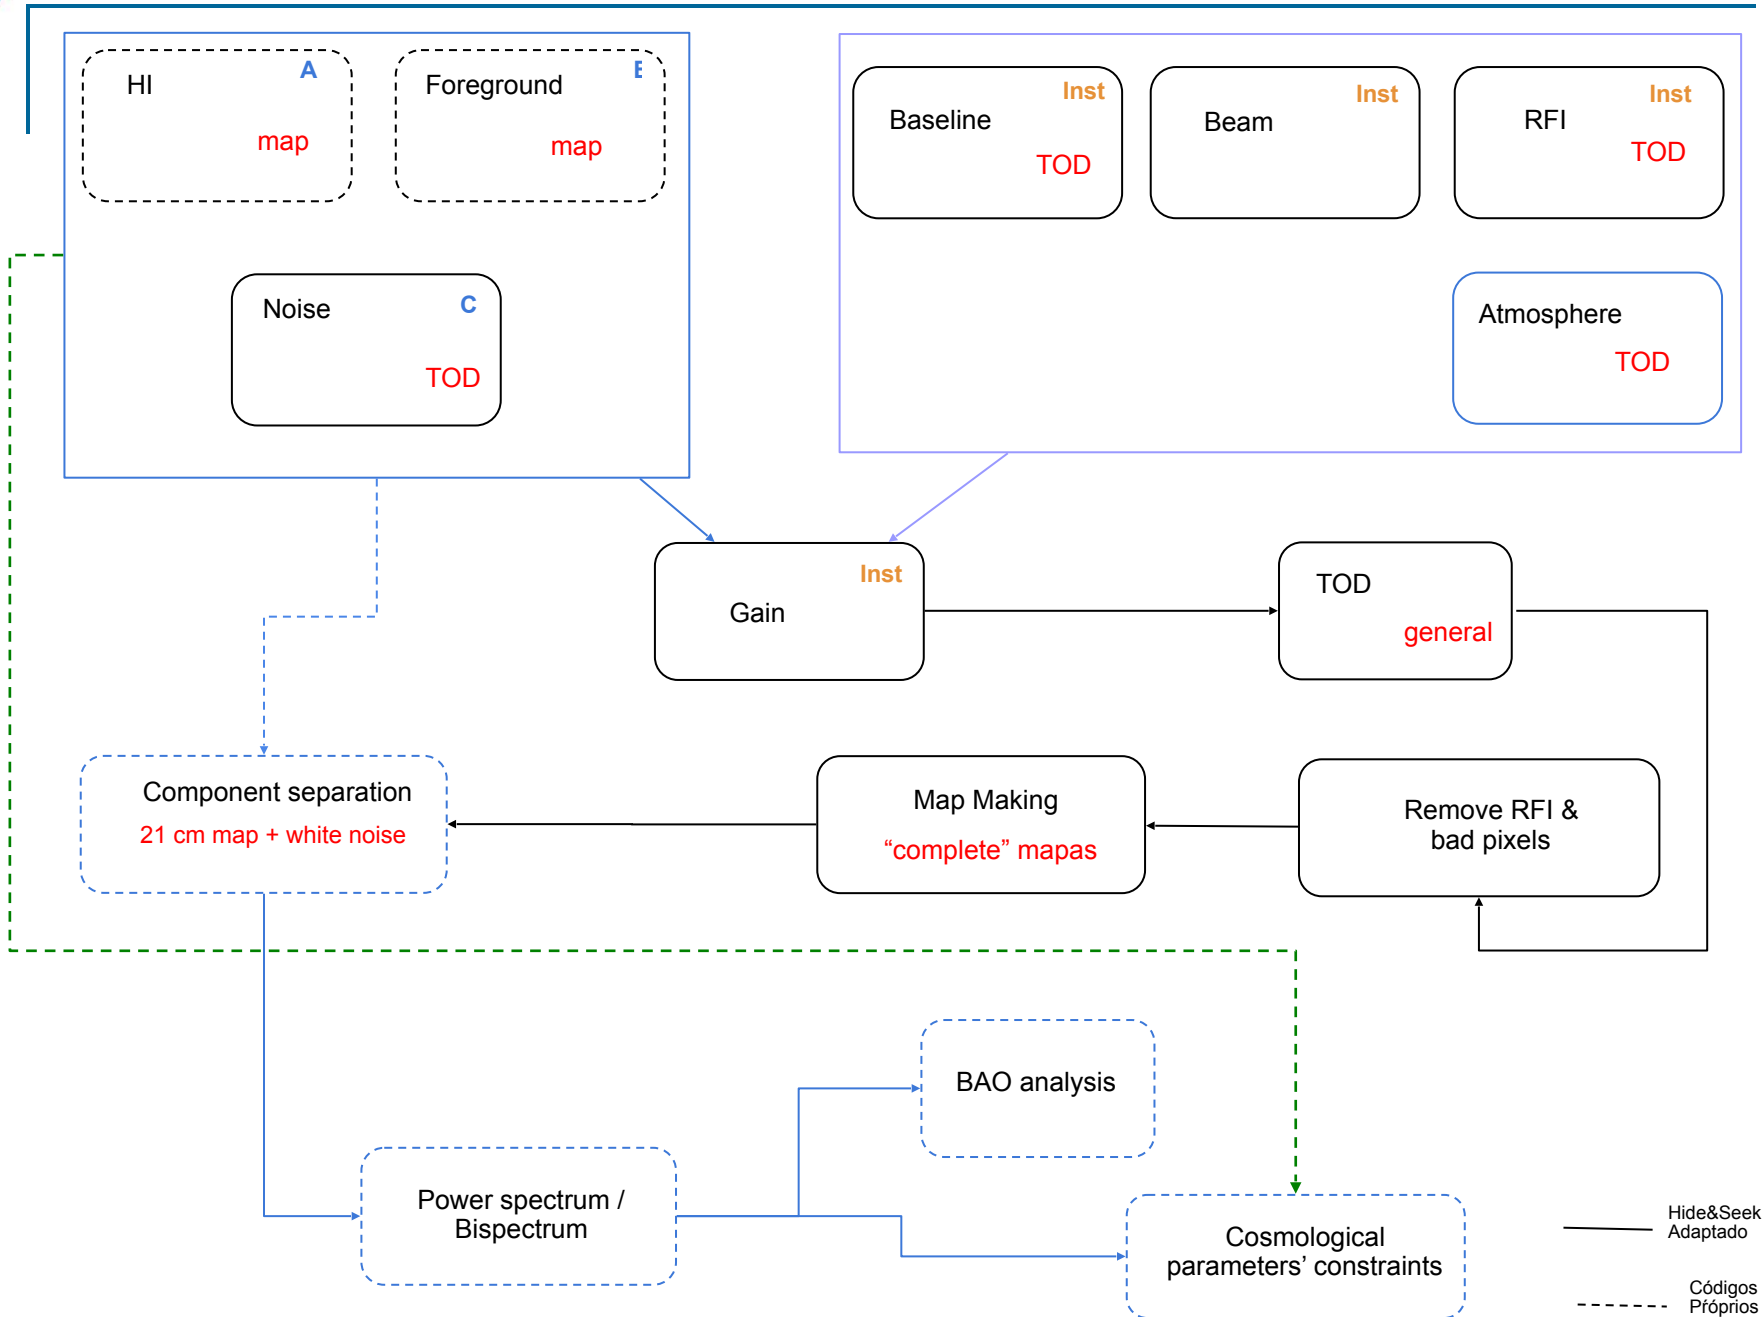 HI
A
map
Foreground
map
Noise
C
TOD
Baseline
Inst
TOD
Beam
Inst
RFI
Inst
TOD
Atmosphere
TOD
Gain
Inst
TOD
general
Component separation
21 cm map + white noise
Map Making
“complete” mapas
Remove RFI &
bad pixels
BAO analysis
Power spectrum /
Bispectrum
Cosmological
parameters’ constraints
Hide&Seek
Adaptado
Códigos
Próprios